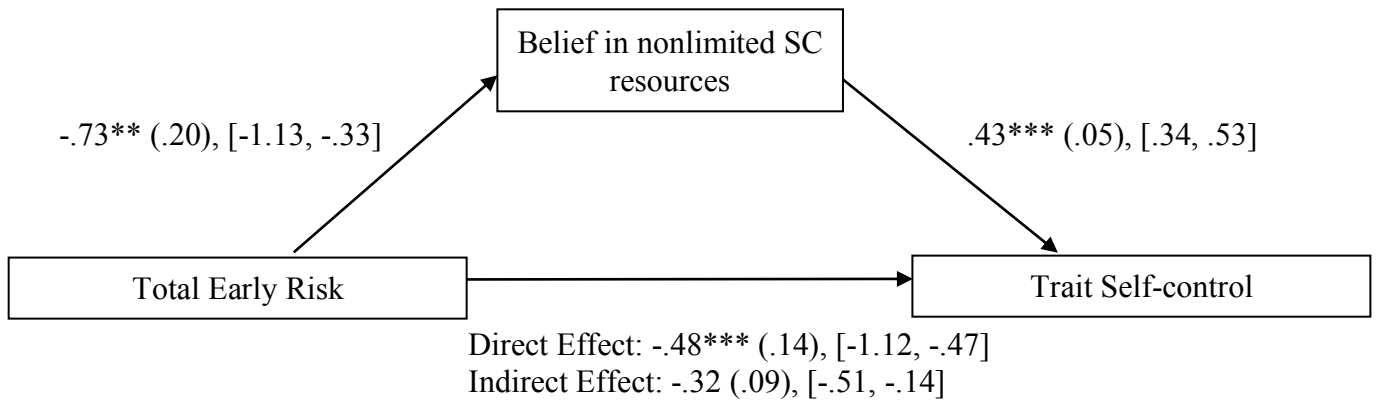 Belief in nonlimited SC
resources
-.73** (.20), [-1.13, -.33]
.43*** (.05), [.34, .53]
Total Early Risk
Trait Self-control
Direct Effect: -.48*** (.14), [-1.12, -.47]
Indirect Effect: -.32 (.09), [-.51, -.14]